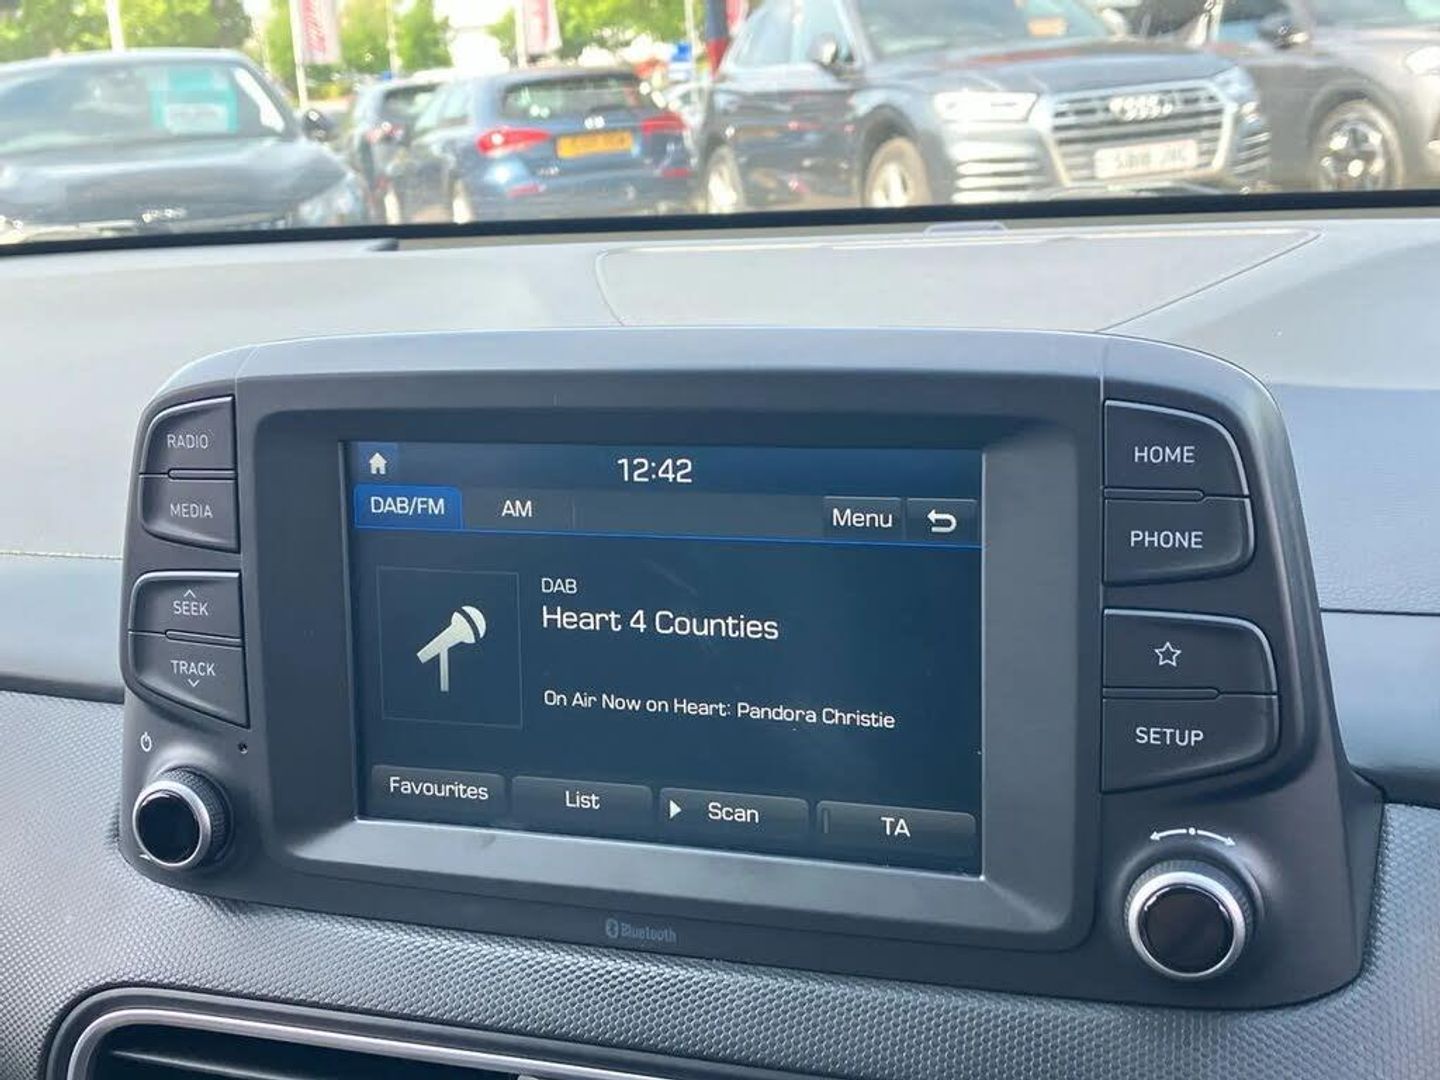 12:42
DAB/FM AM Menu
DAB
Heart 4 Counties
On Air Now on Heart: Pandora Christie
Favourites List Scan TA
RADIO
MEDIA
SEEK
TRACK
HOME
PHONE
SETUP
Bluetooth